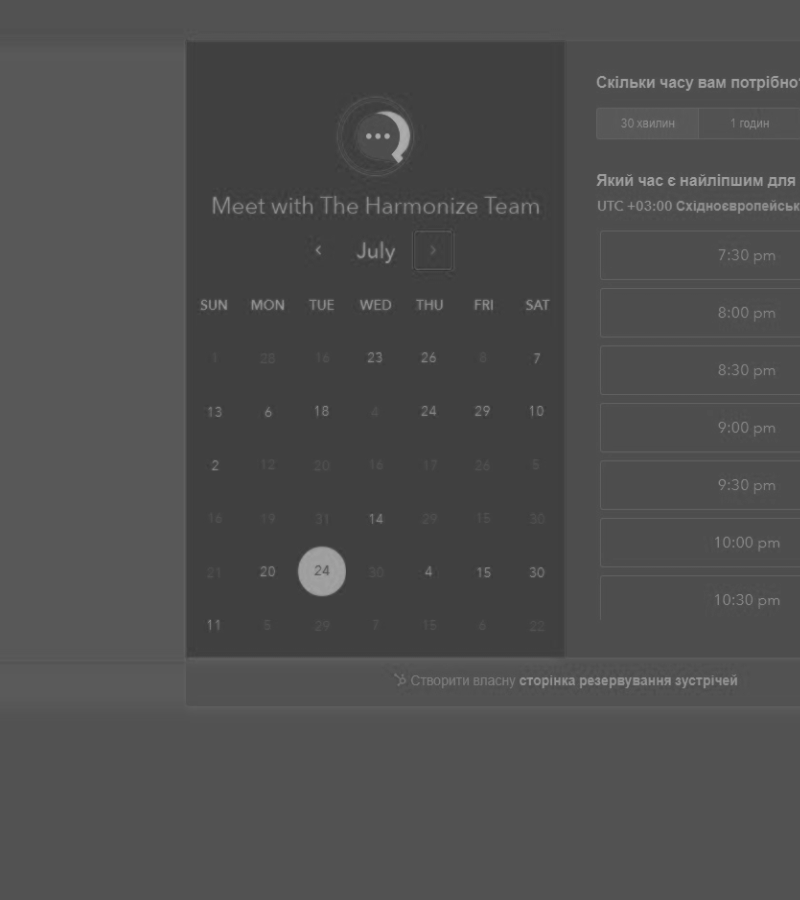 Meet with The Harmonize Team
July
SUN MON TUE WED THU FRI SAT
1 25 16 23 26 8 7
13 6 18 4 24 29 10
2 12 20 16 17 26 5
16 19 31 14 29 15 30
21 20 24 30 4 15 30
11 5 29 7 15 6 22
Скільки часу вам потрібно
30 хвилин 1 годин
Який час є найліпшим для
UTC +03:00 Східноєвропейськ
7:30 pm
8:00 pm
8:30 pm
9:00 pm
9:30 pm
10:00 pm
10:30 pm
Створити власну сторінка резервування зустрічей